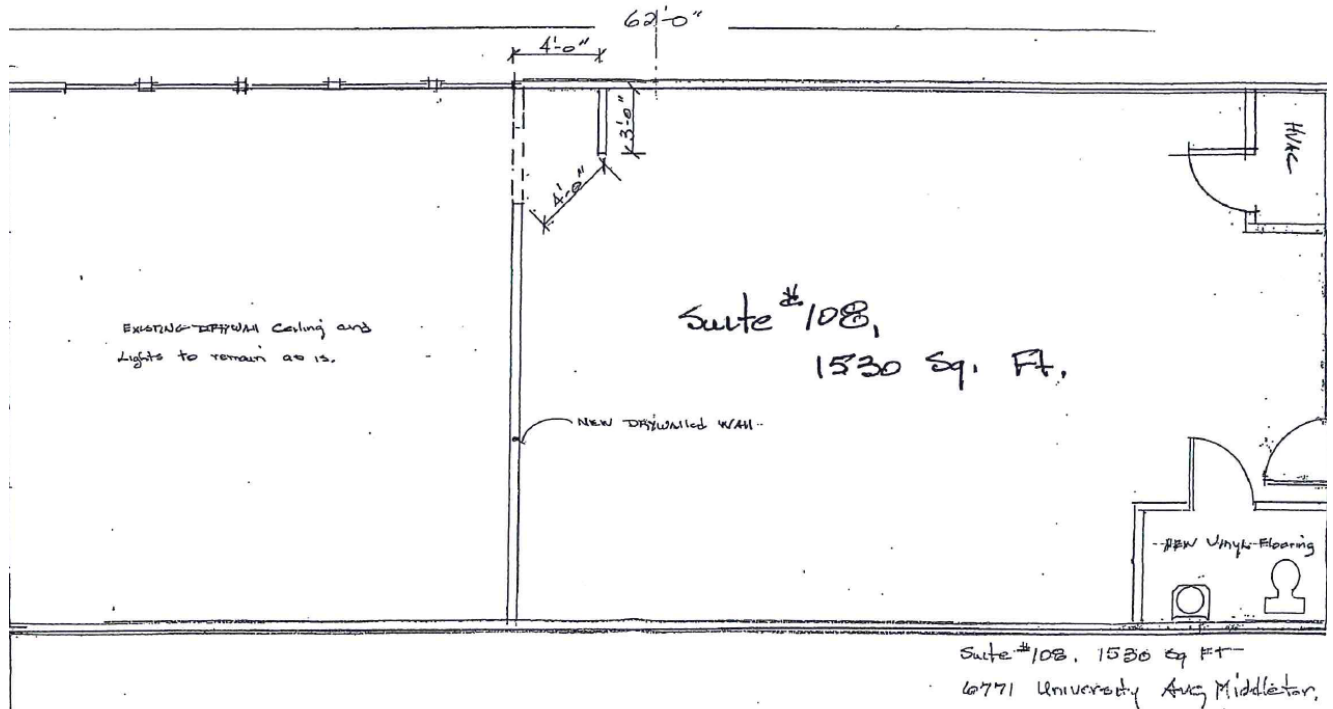 62'-0"
4'-0"
3'-0"
HVAC
4'-0"
Suite #108,
1530 Sq. Ft.
EXISTING DRYWALL Ceiling and
Lights to remain as is.
NEW DRYWALLED WALL
NEW Vinyl Flooring
Suite #108, 1530 Sq Ft
6771 University Ave, Middleton,